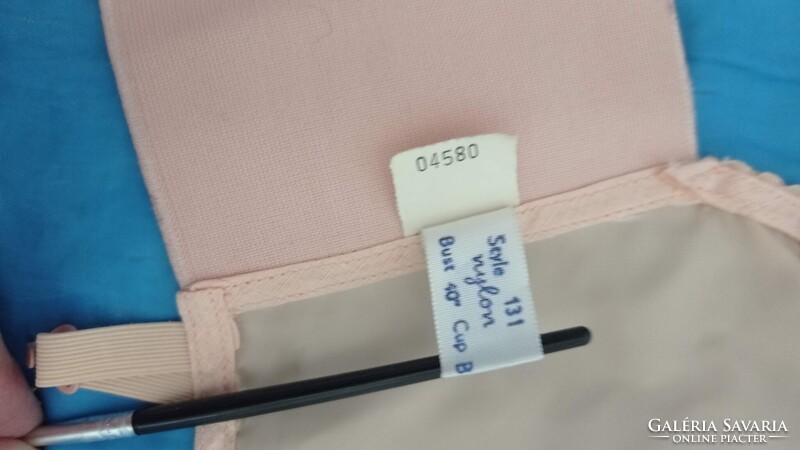 04580
Style 131
nylon
Bust 40" Cup B
GALÉRIA SAVARIA
ONLINE PIACTÉR